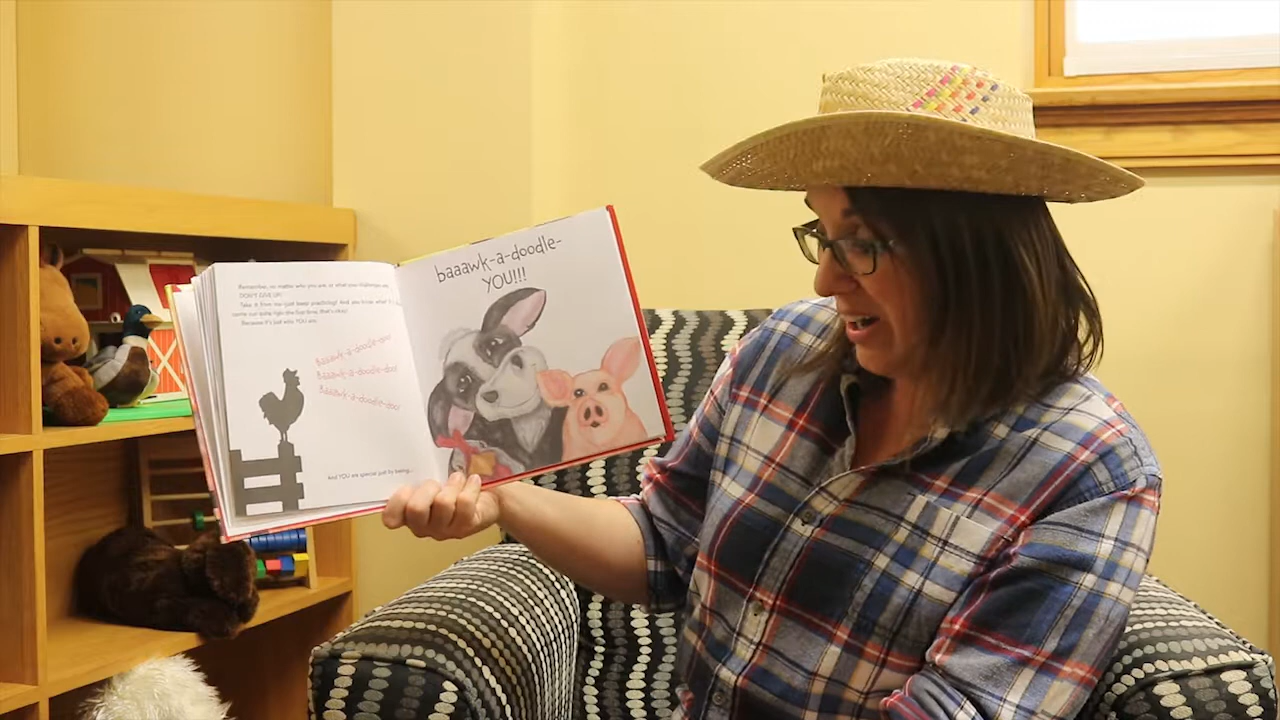 Remember, no matter who you are, or what your challenges are,
DON'T GIVE UP!
Take it from me—just keep practicing! And you know what? If it doesn't
come out quite right the first time, that's okay!
Because it's just who YOU are.
Baaawk-a-doodle-doo!
Baaawk-a-doodle-doo!
Baaawk-a-doodle-doo!
And YOU are special just by being...
baaawk-a-doodle-
YOU!!!